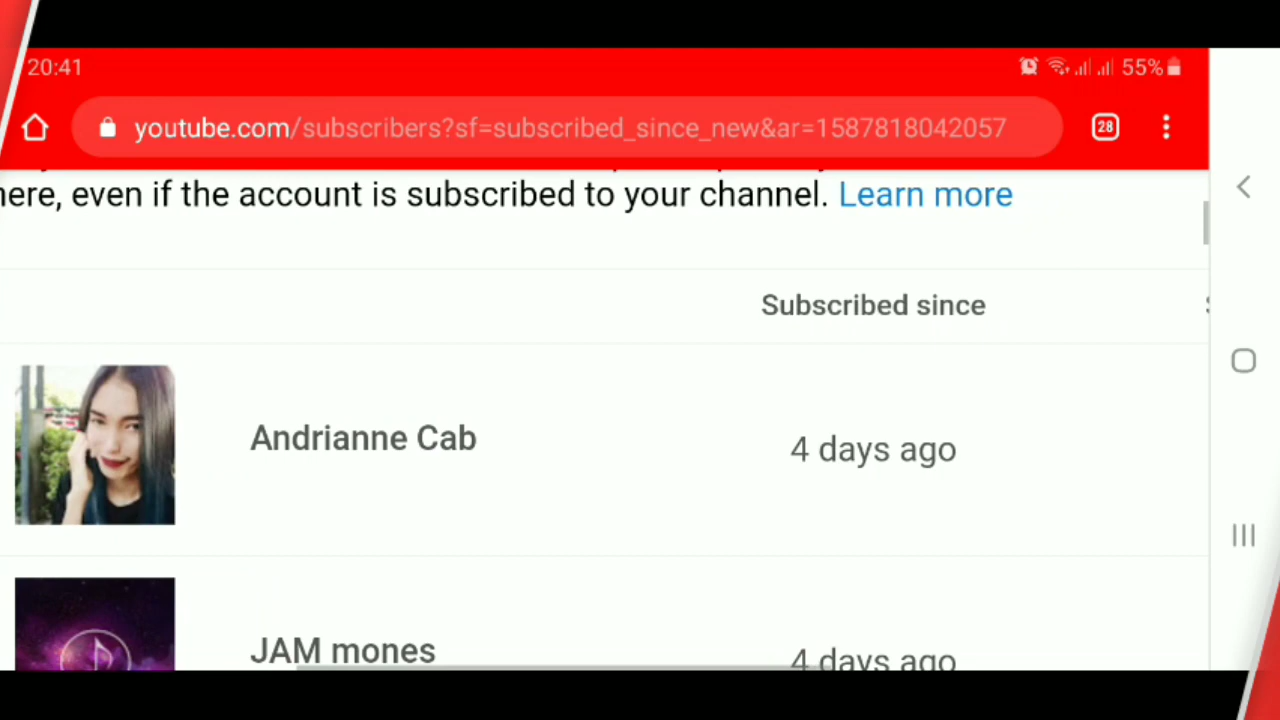 20:41
55%
youtube.com/subscribers?sf=subscribed_since_new&ar=1587818042057
28
here, even if the account is subscribed to your channel. Learn more
Subscribed since
Andrianne Cab
4 days ago
JAM mones
4 days ago